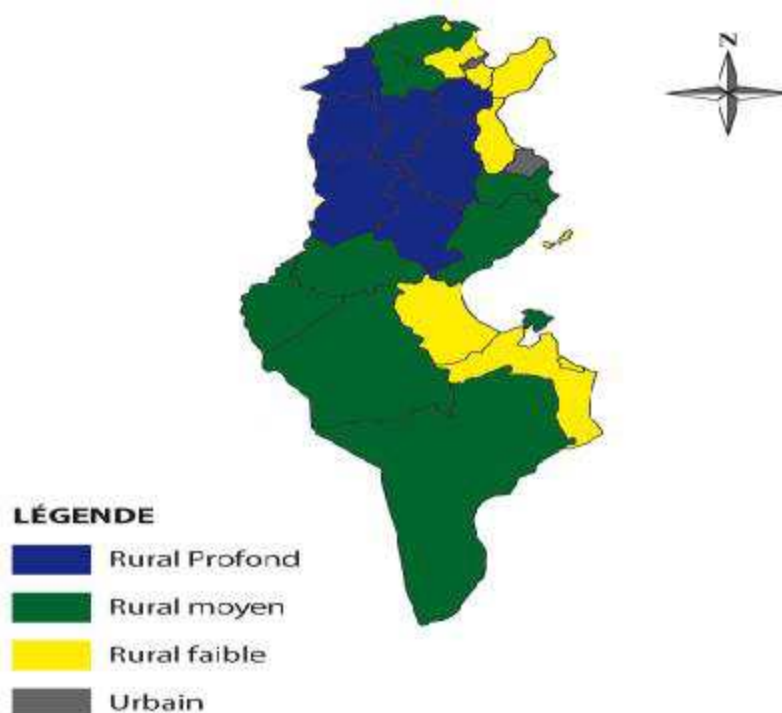 N
LÉGENDE
Rural Profond
Rural moyen
Rural faible
Urbain